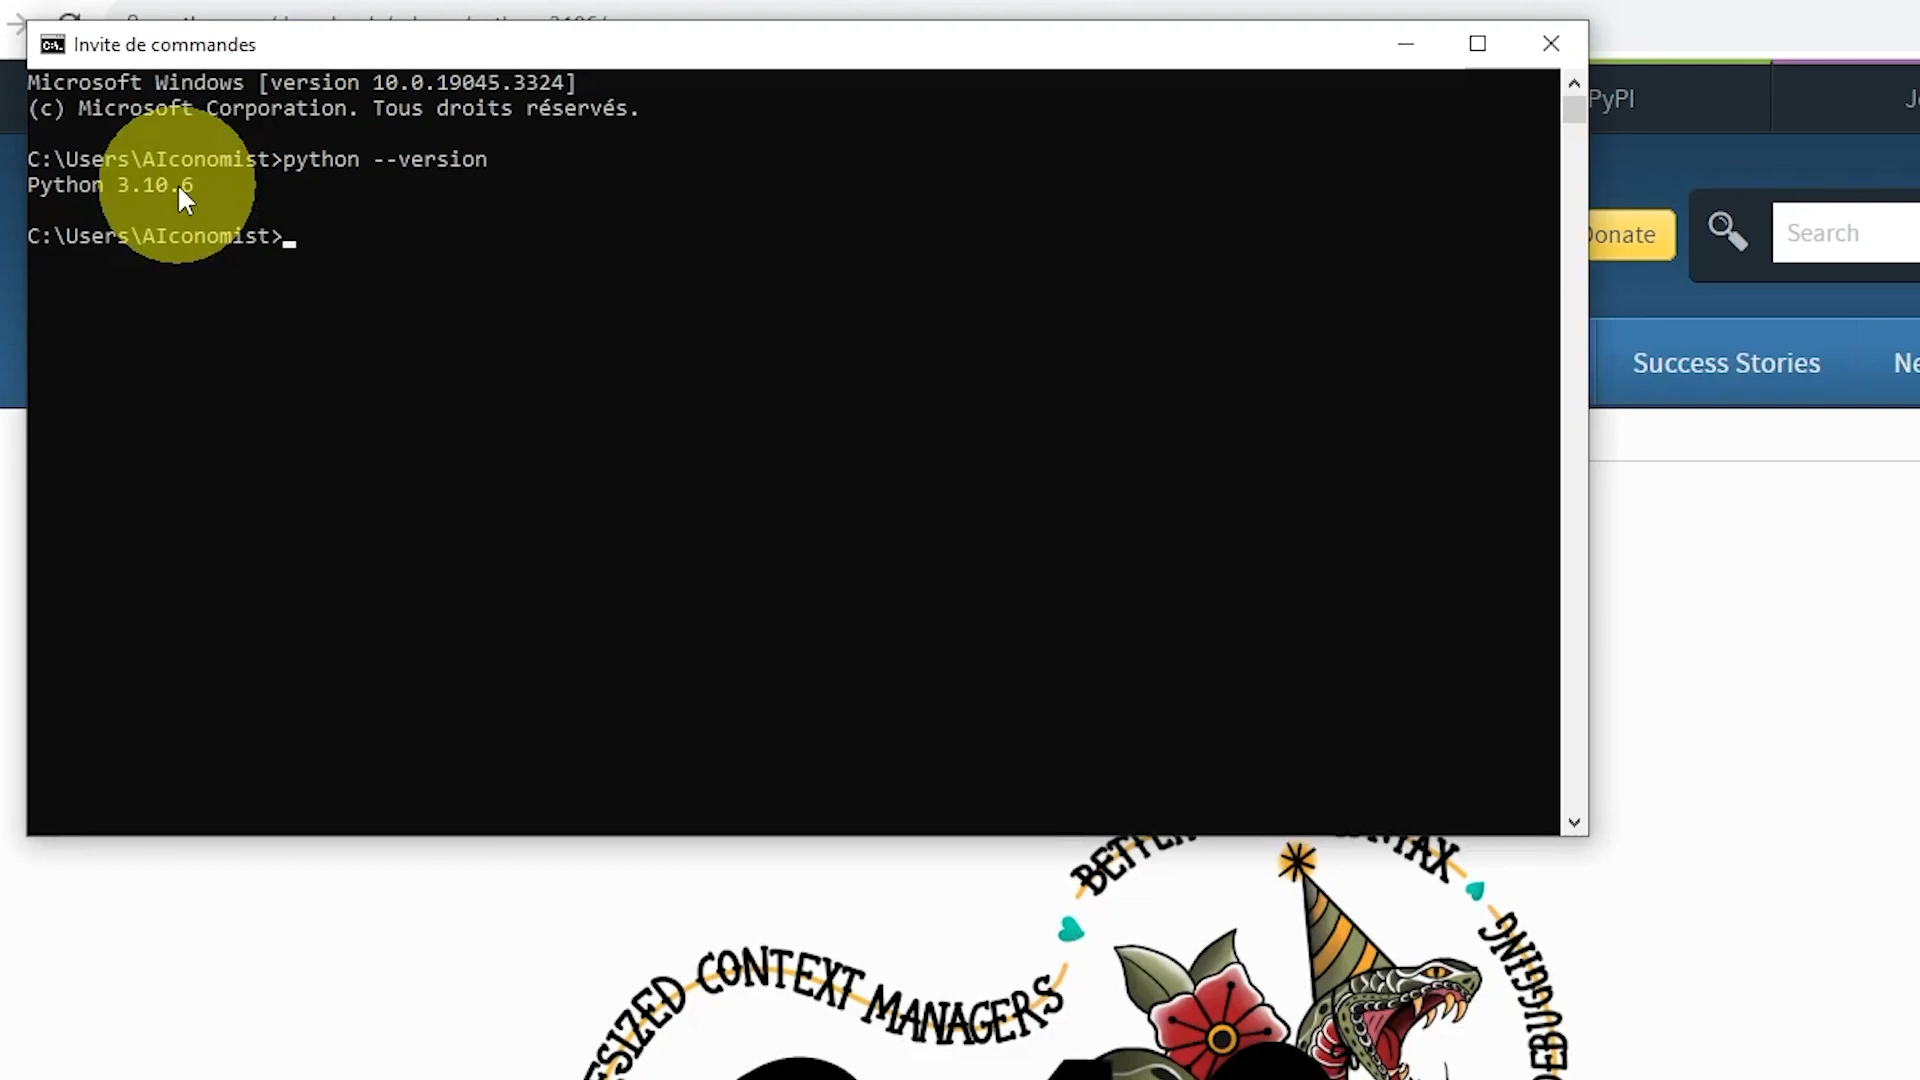 Invite de commandes
Microsoft Windows [version 10.0.19045.3324]
(c) Microsoft Corporation. Tous droits réservés.
C:\Users\AIconomist>python --version
Python 3.10.6
C:\Users\AIconomist>
PyPI
Donate
Search
Success Stories
BETTER
CONTEXT MANAGERS